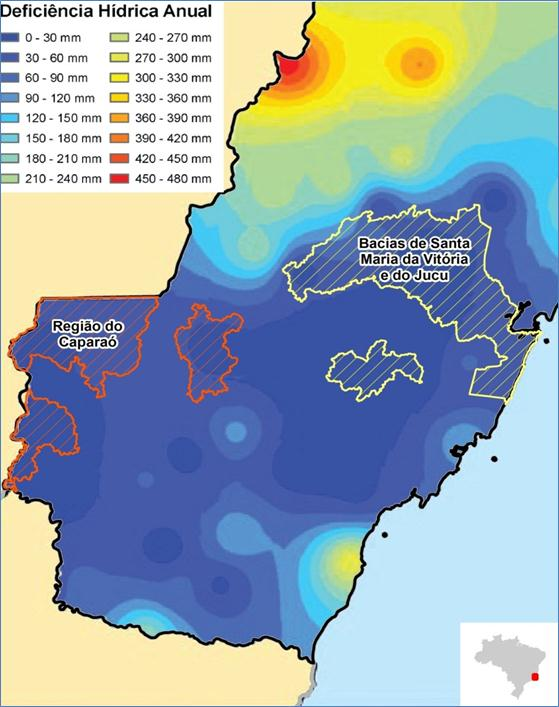 Deficiência Hídrica Anual
0 - 30 mm
30 - 60 mm
60 - 90 mm
90 - 120 mm
120 - 150 mm
150 - 180 mm
180 - 210 mm
210 - 240 mm
240 - 270 mm
270 - 300 mm
300 - 330 mm
330 - 360 mm
360 - 390 mm
390 - 420 mm
420 - 450 mm
450 - 480 mm
Bacias de Santa
Maria da Vitória
e do Jucu
Região do
Caparaó